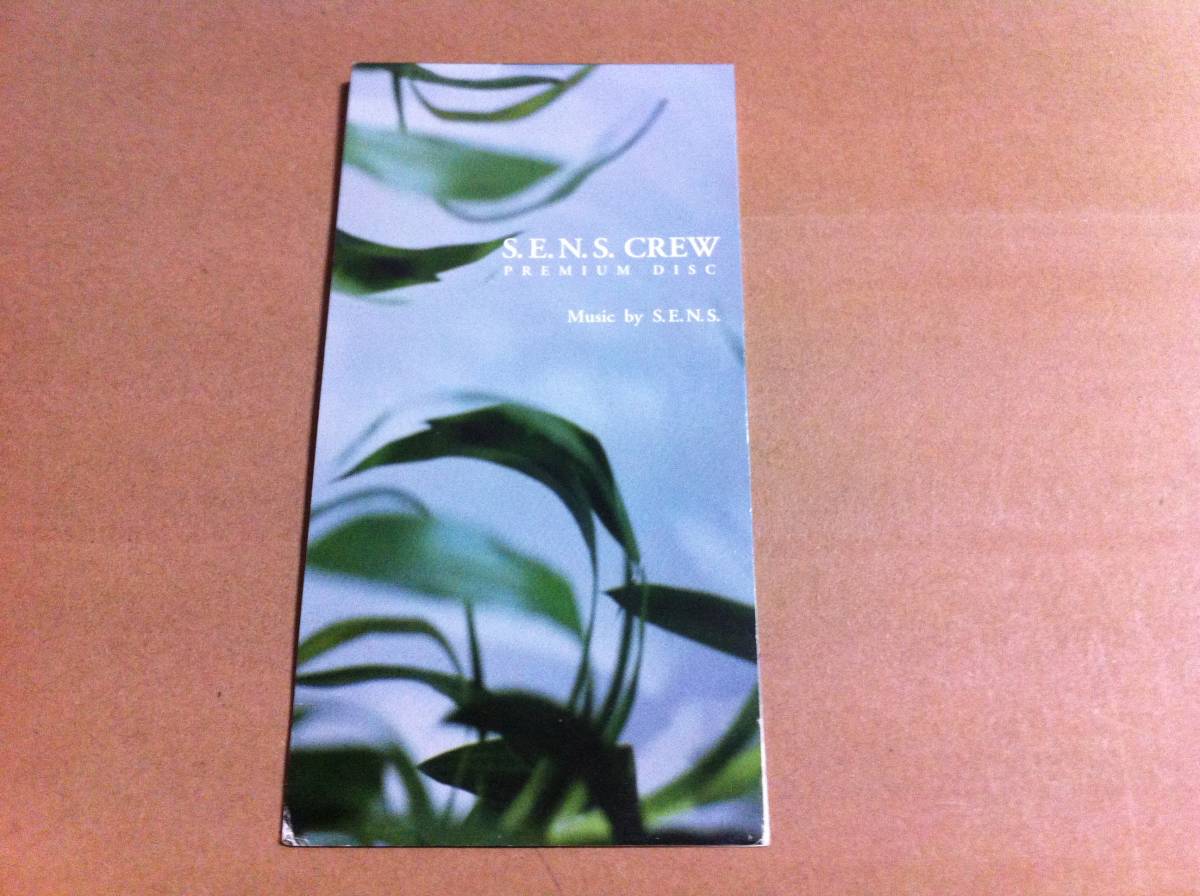 S. E. N. S. CREW
PREMIUM DISC
Music by S. E. N. S.